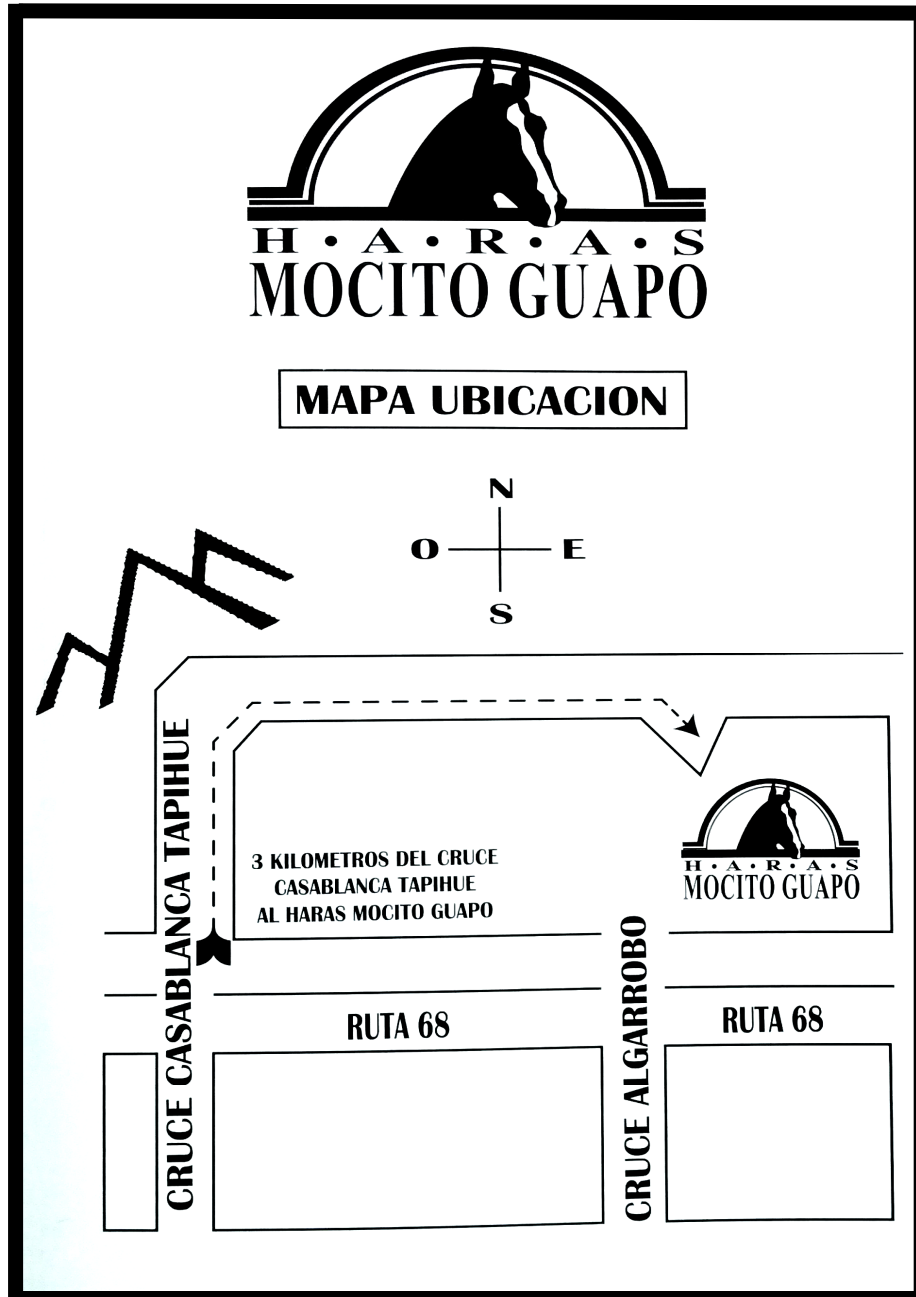 H•A•R•A•S
MOCITO GUAPO
MAPA UBICACION
N
O E
S
CRUCE CASABLANCA TAPIHUE
3 KILOMETROS DEL CRUCE
CASABLANCA TAPIHUE
AL HARAS MOCITO GUAPO
H•A•R•A•S
MOCITO GUAPO
CRUCE ALGARROBO
RUTA 68
RUTA 68